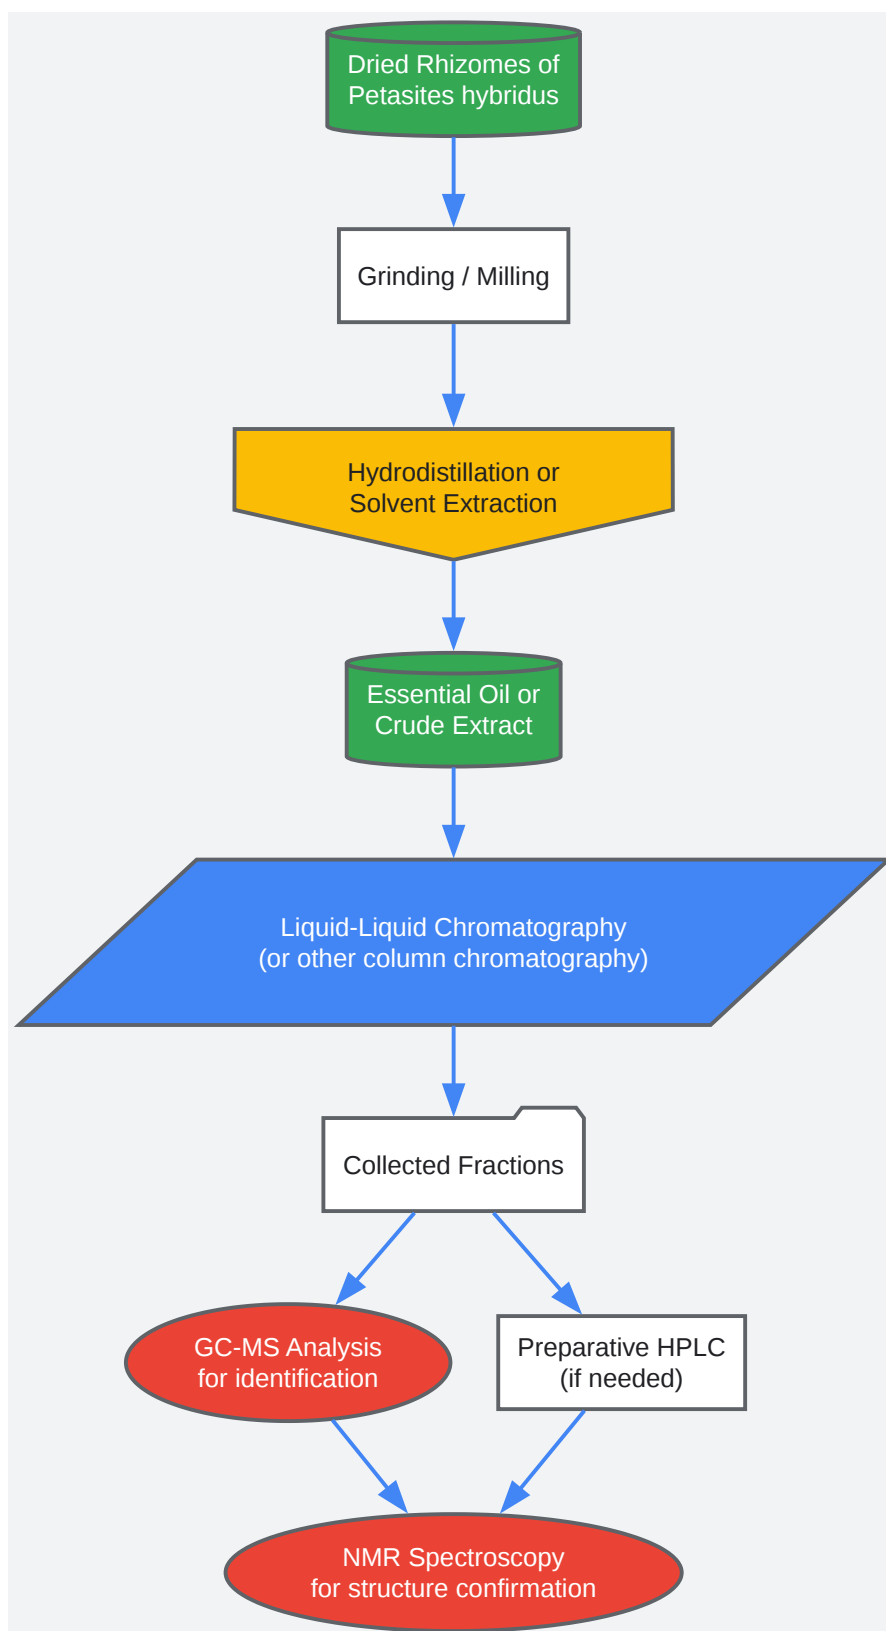 Dried Rhizomes of
Petasites hybridus
Grinding / Milling
Hydrodistillation or
Solvent Extraction
Essential Oil or
Crude Extract
Liquid-Liquid Chromatography
(or other column chromatography)
Collected Fractions
GC-MS Analysis
for identification
Preparative HPLC
(if needed)
NMR Spectroscopy
for structure confirmation